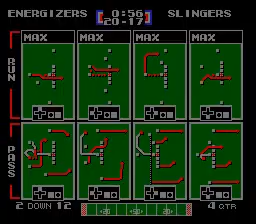 ENERGIZERS 0:56 SLINGERS
20-17
MAX MAX MAX MAX
RUN
PASS
2 DOWN 12 4 QTR